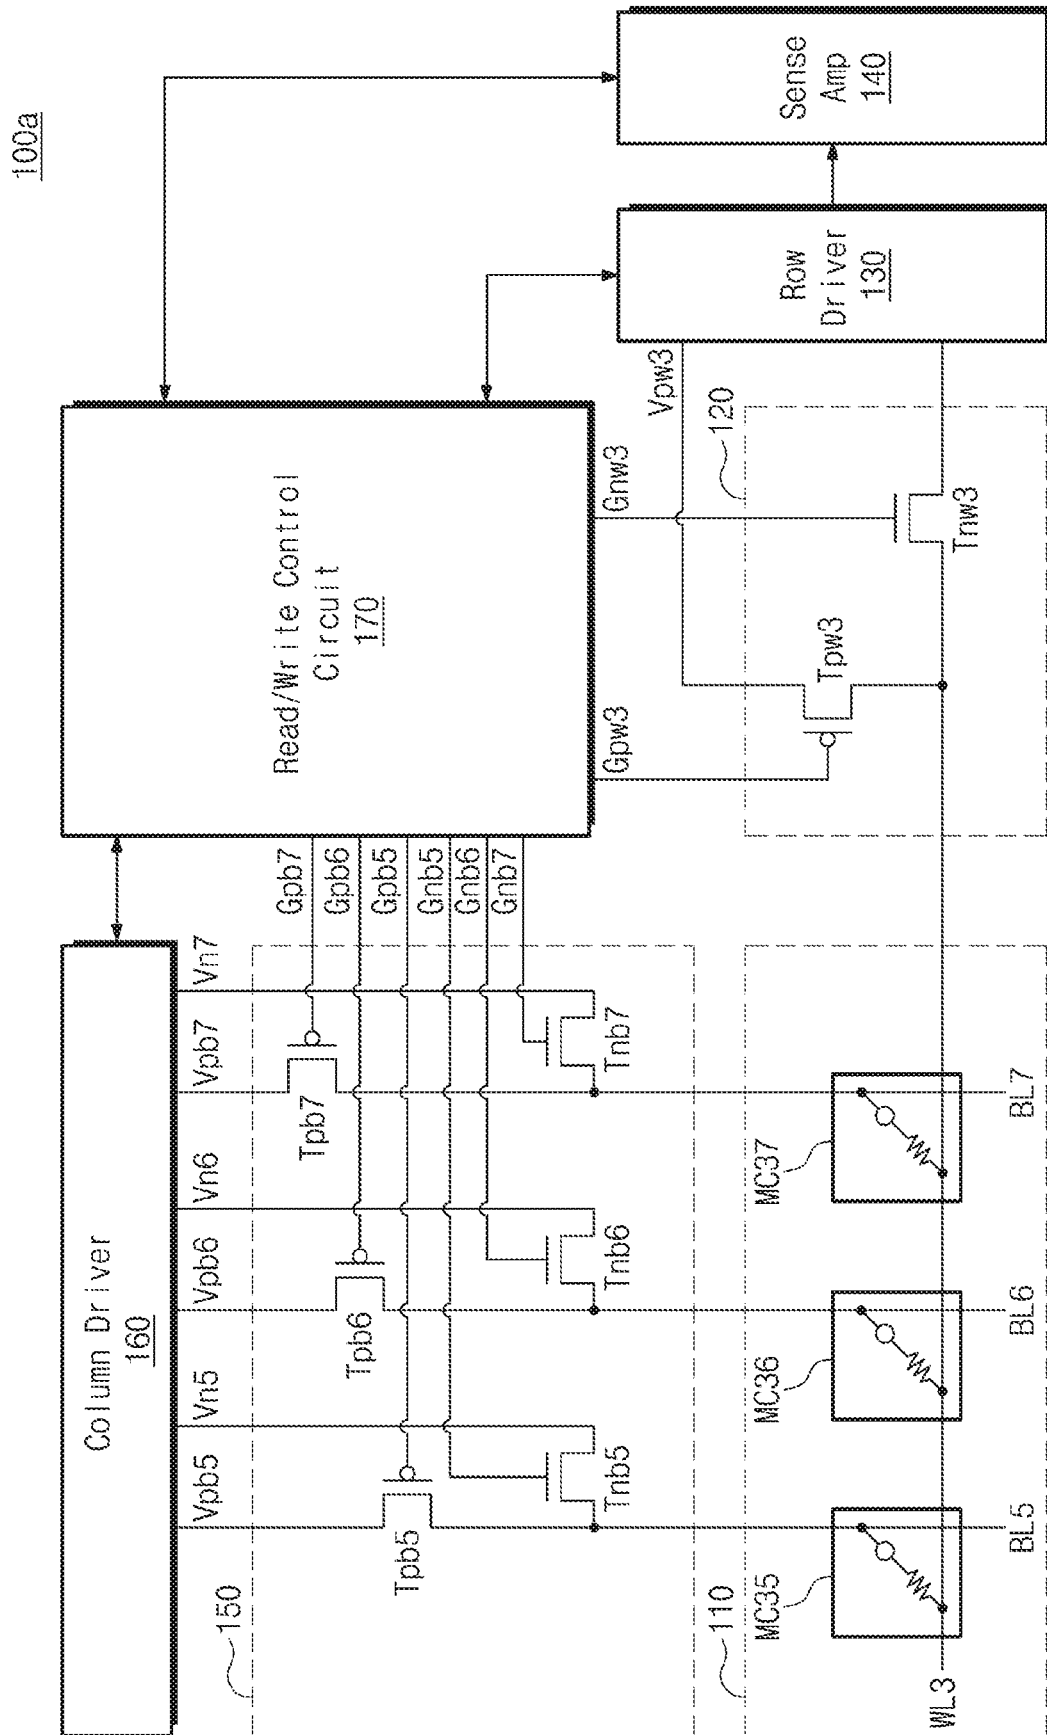 100a
Column Driver
160
Read/Write Control
Circuit
170
Row
Driver
130
Sense
Amp
140
Vpb5
Vn5
Vpb6
Vn6
Vpb7
Vn7
150
Tpb5
Tpb6
Tpb7
Gpb7
Gpb6
Gpb5
Gnb5
Gnb6
Gnb7
Tnb5
Tnb6
Tnb7
Gpw3
Gnw3
Vpw3
110
120
MC35
MC36
MC37
Tpw3
Tnw3
WL3
BL5
BL6
BL7